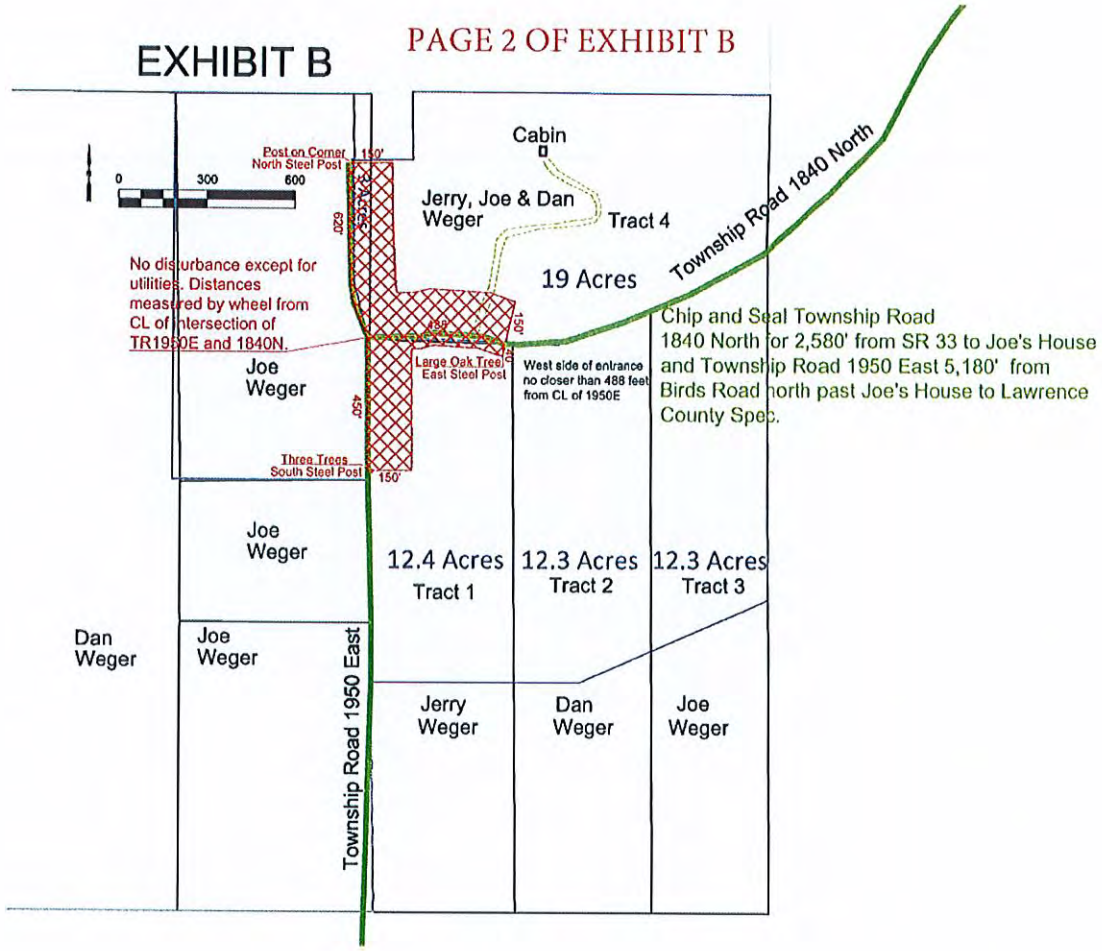 PAGE 2 OF EXHIBIT B
EXHIBIT B
Post on Corner
North Steel Post
150'
0 300 600
620'
3 Acres
Cabin
Jerry, Joe & Dan
Weger
Tract 4
19 Acres
Township Road 1840 North
No disturbance except for
utilities. Distances
measured by wheel from
CL of intersection of
TR1950E and 1840N.
Joe
Weger
488'
150'
40'
Large Oak Tree
East Steel Post
West side of entrance
no closer than 488 feet
from CL of 1950E
Chip and Seal Township Road
1840 North for 2,580' from SR 33 to Joe's House
and Township Road 1950 East 5,180' from
Birds Road north past Joe's House to Lawrence
County Spec.
450'
Three Trees
South Steel Post
150'
Joe
Weger
12.4 Acres
Tract 1
12.3 Acres
Tract 2
12.3 Acres
Tract 3
Dan
Weger
Joe
Weger
Township Road 1950 East
Jerry
Weger
Dan
Weger
Joe
Weger